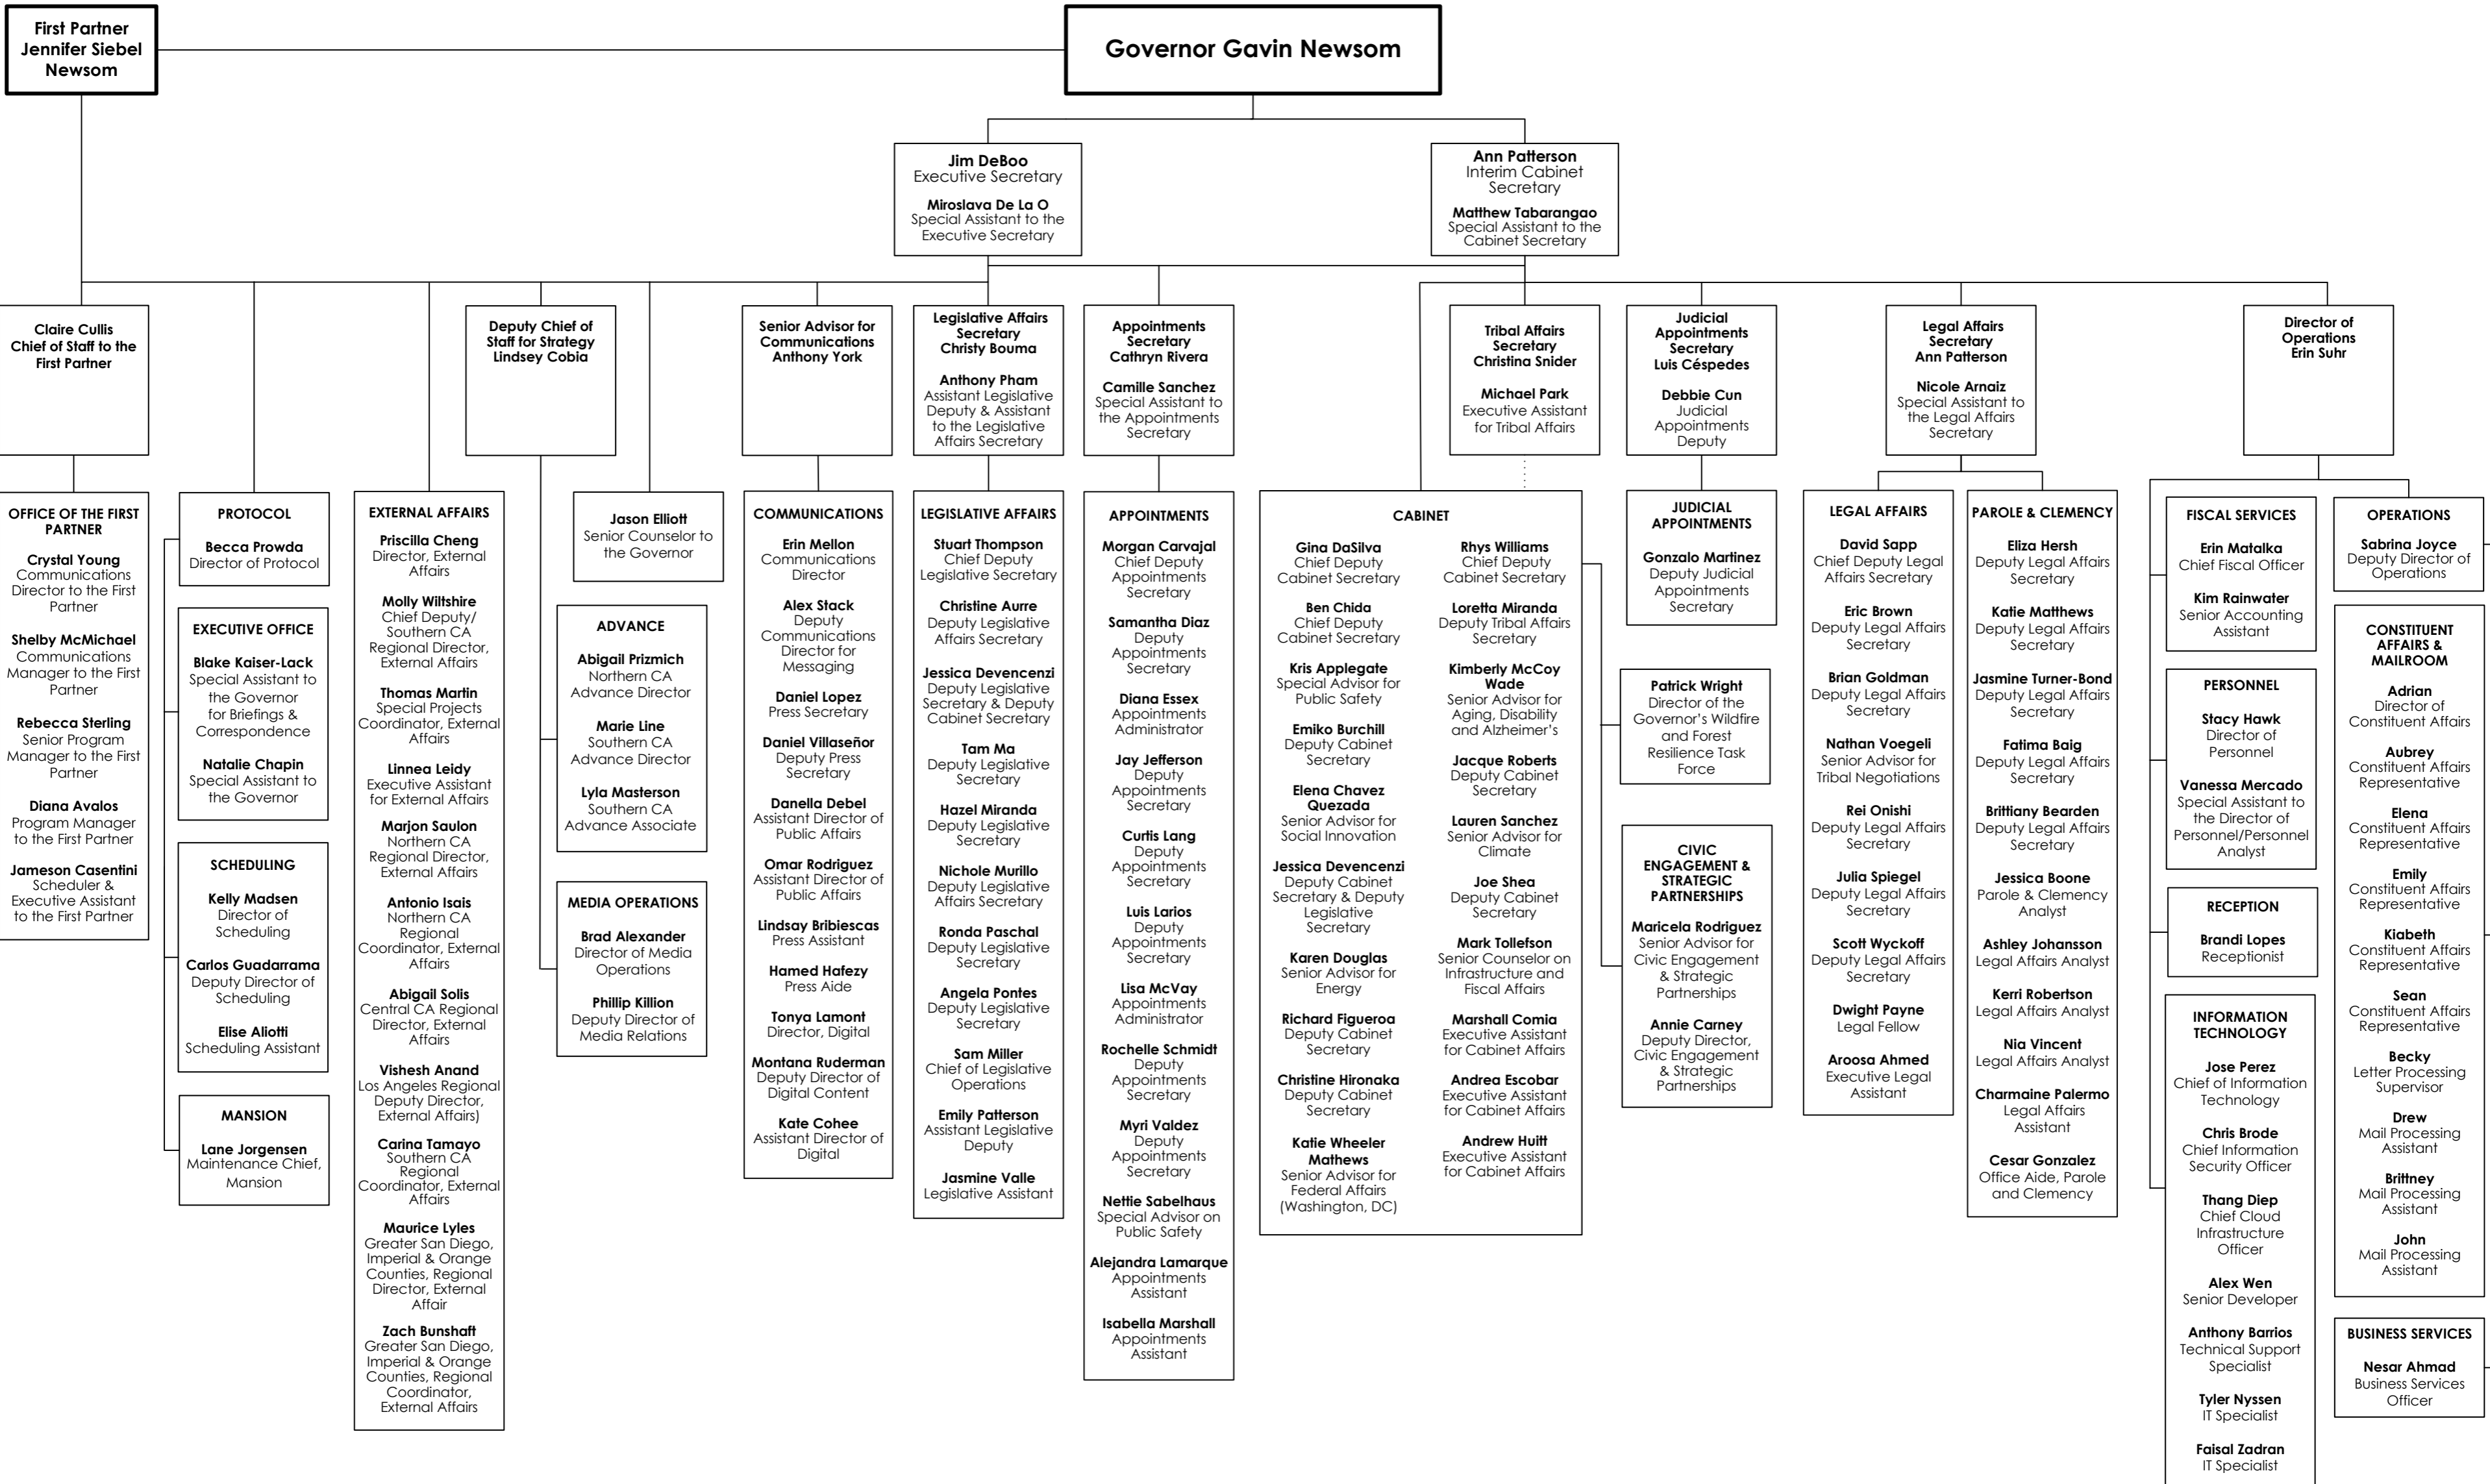 First Partner
Jennifer Siebel
Newsom
Governor Gavin Newsom
Jim DeBoo
Executive Secretary
Miroslava De La O
Special Assistant to the
Executive Secretary
Ann Patterson
Interim Cabinet
Secretary
Matthew Tabarangao
Special Assistant to the
Cabinet Secretary
Claire Cullis
Chief of Staff to the
First Partner
Deputy Chief of
Staff for Strategy
Lindsey Cobia
Senior Advisor for
Communications
Anthony York
Legislative Affairs
Secretary
Christy Bouma
Anthony Pham
Assistant Legislative
Deputy & Assistant
to the Legislative
Affairs Secretary
Appointments
Secretary
Cathryn Rivera
Camille Sanchez
Special Assistant to
the Appointments
Secretary
Tribal Affairs
Secretary
Christina Snider
Michael Park
Executive Assistant
for Tribal Affairs
Judicial
Appointments
Secretary
Luis Céspedes
Debbie Cun
Judicial
Appointments
Deputy
Legal Affairs
Secretary
Ann Patterson
Nicole Arnaiz
Special Assistant to
the Legal Affairs
Secretary
Director of
Operations
Erin Suhr
OFFICE OF THE FIRST
PARTNER
Crystal Young
Communications
Director to the First
Partner
Shelby McMichael
Communications
Manager to the First
Partner
Rebecca Sterling
Senior Program
Manager to the First
Partner
Diana Avalos
Program Manager
to the First Partner
Jameson Casentini
Scheduler &
Executive Assistant
to the First Partner
PROTOCOL
Becca Prowda
Director of Protocol
EXECUTIVE OFFICE
Blake Kaiser-Lack
Special Assistant to
the Governor
for Briefings &
Correspondence
Natalie Chapin
Special Assistant to
the Governor
SCHEDULING
Kelly Madsen
Director of
Scheduling
Carlos Guadarrama
Deputy Director of
Scheduling
Elise Aliotti
Scheduling Assistant
MANSION
Lane Jorgensen
Maintenance Chief,
Mansion
EXTERNAL AFFAIRS
Priscilla Cheng
Director, External
Affairs
Molly Wiltshire
Chief Deputy/
Southern CA
Regional Director,
External Affairs
Thomas Martin
Special Projects
Coordinator, External
Affairs
Linnea Leidy
Executive Assistant
for External Affairs
Marjon Saulon
Northern CA
Regional Director,
External Affairs
Antonio Isais
Northern CA
Regional
Coordinator, External
Affairs
Abigail Solis
Central CA Regional
Director, External
Affairs
Vishesh Anand
Los Angeles Regional
Deputy Director,
External Affairs)
Carina Tamayo
Southern CA
Regional
Coordinator, External
Affairs
Maurice Lyles
Greater San Diego,
Imperial & Orange
Counties, Regional
Director, External
Affair
Zach Bunshaft
Greater San Diego,
Imperial & Orange
Counties, Regional
Coordinator,
External Affairs
Jason Elliott
Senior Counselor to
the Governor
ADVANCE
Abigail Prizmich
Northern CA
Advance Director
Marie Line
Southern CA
Advance Director
Lyla Masterson
Southern CA
Advance Associate
MEDIA OPERATIONS
Brad Alexander
Director of Media
Operations
Phillip Killion
Deputy Director of
Media Relations
COMMUNICATIONS
Erin Mellon
Communications
Director
Alex Stack
Deputy
Communications
Director for
Messaging
Daniel Lopez
Press Secretary
Daniel Villaseñor
Deputy Press
Secretary
Danella Debel
Assistant Director of
Public Affairs
Omar Rodriguez
Assistant Director of
Public Affairs
Lindsay Bribiescas
Press Assistant
Hamed Hafezy
Press Aide
Tonya Lamont
Director, Digital
Montana Ruderman
Deputy Director of
Digital Content
Kate Cohee
Assistant Director of
Digital
LEGISLATIVE AFFAIRS
Stuart Thompson
Chief Deputy
Legislative Secretary
Christine Aurre
Deputy Legislative
Affairs Secretary
Jessica Devencenzi
Deputy Legislative
Secretary & Deputy
Cabinet Secretary
Tam Ma
Deputy Legislative
Secretary
Hazel Miranda
Deputy Legislative
Secretary
Nichole Murillo
Deputy Legislative
Affairs Secretary
Ronda Paschal
Deputy Legislative
Secretary
Angela Pontes
Deputy Legislative
Secretary
Sam Miller
Chief of Legislative
Operations
Emily Patterson
Assistant Legislative
Deputy
Jasmine Valle
Legislative Assistant
APPOINTMENTS
Morgan Carvajal
Chief Deputy
Appointments
Secretary
Samantha Diaz
Deputy
Appointments
Secretary
Diana Essex
Appointments
Administrator
Jay Jefferson
Deputy
Appointments
Secretary
Curtis Lang
Deputy
Appointments
Secretary
Luis Larios
Deputy
Appointments
Secretary
Lisa McVay
Appointments
Administrator
Rochelle Schmidt
Deputy
Appointments
Secretary
Myri Valdez
Deputy
Appointments
Secretary
Nettie Sabelhaus
Special Advisor on
Public Safety
Alejandra Lamarque
Appointments
Assistant
Isabella Marshall
Appointments
Assistant
CABINET
Gina DaSilva
Chief Deputy
Cabinet Secretary
Ben Chida
Chief Deputy
Cabinet Secretary
Kris Applegate
Special Advisor for
Public Safety
Emiko Burchill
Deputy Cabinet
Secretary
Elena Chavez
Quezada
Senior Advisor for
Social Innovation
Jessica Devencenzi
Deputy Cabinet
Secretary & Deputy
Legislative
Secretary
Karen Douglas
Senior Advisor for
Energy
Richard Figueroa
Deputy Cabinet
Secretary
Christine Hironaka
Deputy Cabinet
Secretary
Katie Wheeler
Mathews
Senior Advisor for
Federal Affairs
(Washington, DC)
Rhys Williams
Chief Deputy
Cabinet Secretary
Loretta Miranda
Deputy Tribal Affairs
Secretary
Kimberly McCoy
Wade
Senior Advisor for
Aging, Disability
and Alzheimer's
Jacque Roberts
Deputy Cabinet
Secretary
Lauren Sanchez
Senior Advisor for
Climate
Joe Shea
Deputy Cabinet
Secretary
Mark Tollefson
Senior Counselor on
Infrastructure and
Fiscal Affairs
Marshall Comia
Executive Assistant
for Cabinet Affairs
Andrea Escobar
Executive Assistant
for Cabinet Affairs
Andrew Huitt
Executive Assistant
for Cabinet Affairs
JUDICIAL
APPOINTMENTS
Gonzalo Martinez
Deputy Judicial
Appointments
Secretary
Patrick Wright
Director of the
Governor's Wildfire
and Forest
Resilience Task
Force
CIVIC
ENGAGEMENT &
STRATEGIC
PARTNERSHIPS
Maricela Rodriguez
Senior Advisor for
Civic Engagement
& Strategic
Partnerships
Annie Carney
Deputy Director,
Civic Engagement
& Strategic
Partnerships
LEGAL AFFAIRS
David Sapp
Chief Deputy Legal
Affairs Secretary
Eric Brown
Deputy Legal Affairs
Secretary
Brian Goldman
Deputy Legal Affairs
Secretary
Nathan Voegeli
Senior Advisor for
Tribal Negotiations
Rei Onishi
Deputy Legal Affairs
Secretary
Julia Spiegel
Deputy Legal Affairs
Secretary
Scott Wyckoff
Deputy Legal Affairs
Secretary
Dwight Payne
Legal Fellow
Aroosa Ahmed
Executive Legal
Assistant
PAROLE & CLEMENCY
Eliza Hersh
Deputy Legal Affairs
Secretary
Katie Matthews
Deputy Legal Affairs
Secretary
Jasmine Turner-Bond
Deputy Legal Affairs
Secretary
Fatima Baig
Deputy Legal Affairs
Secretary
Brittiany Bearden
Deputy Legal Affairs
Secretary
Jessica Boone
Parole & Clemency
Analyst
Ashley Johansson
Legal Affairs Analyst
Kerri Robertson
Legal Affairs Analyst
Nia Vincent
Legal Affairs Analyst
Charmaine Palermo
Legal Affairs
Assistant
Cesar Gonzalez
Office Aide, Parole
and Clemency
FISCAL SERVICES
Erin Matalka
Chief Fiscal Officer
Kim Rainwater
Senior Accounting
Assistant
PERSONNEL
Stacy Hawk
Director of
Personnel
Vanessa Mercado
Special Assistant to
the Director of
Personnel/Personnel
Analyst
RECEPTION
Brandi Lopes
Receptionist
INFORMATION
TECHNOLOGY
Jose Perez
Chief of Information
Technology
Chris Brode
Chief Information
Security Officer
Thang Diep
Chief Cloud
Infrastructure
Officer
Alex Wen
Senior Developer
Anthony Barrios
Technical Support
Specialist
Tyler Nyssen
IT Specialist
Faisal Zadran
IT Specialist
OPERATIONS
Sabrina Joyce
Deputy Director of
Operations
CONSTITUENT
AFFAIRS &
MAILROOM
Adrian
Director of
Constituent Affairs
Aubrey
Constituent Affairs
Representative
Elena
Constituent Affairs
Representative
Emily
Constituent Affairs
Representative
Kiabeth
Constituent Affairs
Representative
Sean
Constituent Affairs
Representative
Becky
Letter Processing
Supervisor
Drew
Mail Processing
Assistant
Brittney
Mail Processing
Assistant
John
Mail Processing
Assistant
BUSINESS SERVICES
Nesar Ahmad
Business Services
Officer